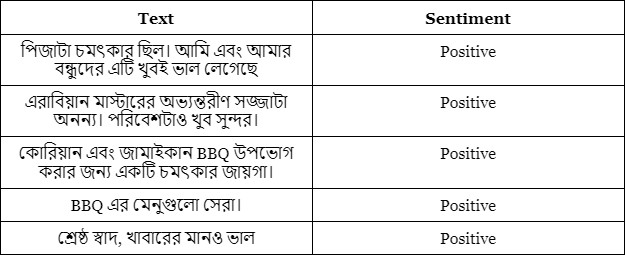 Text Sentiment
পিজাটা চমৎকার ছিল। আমি এবং আমার Positive
বন্ধুদের এটি খুবই ভাল লেগেছে
এরাবিয়ান মাস্টারের অভ্যন্তরীণ সজ্জাটা Positive
অনন্য। পরিবেশটাও খুব সুন্দর।
কোরিয়ান এবং জামাইকান BBQ উপভোগ Positive
করার জন্য একটি চমৎকার জায়গা।
BBQ এর মেনুগুলো সেরা। Positive
শ্রেষ্ঠ স্বাদ, খাবারের মানও ভাল Positive